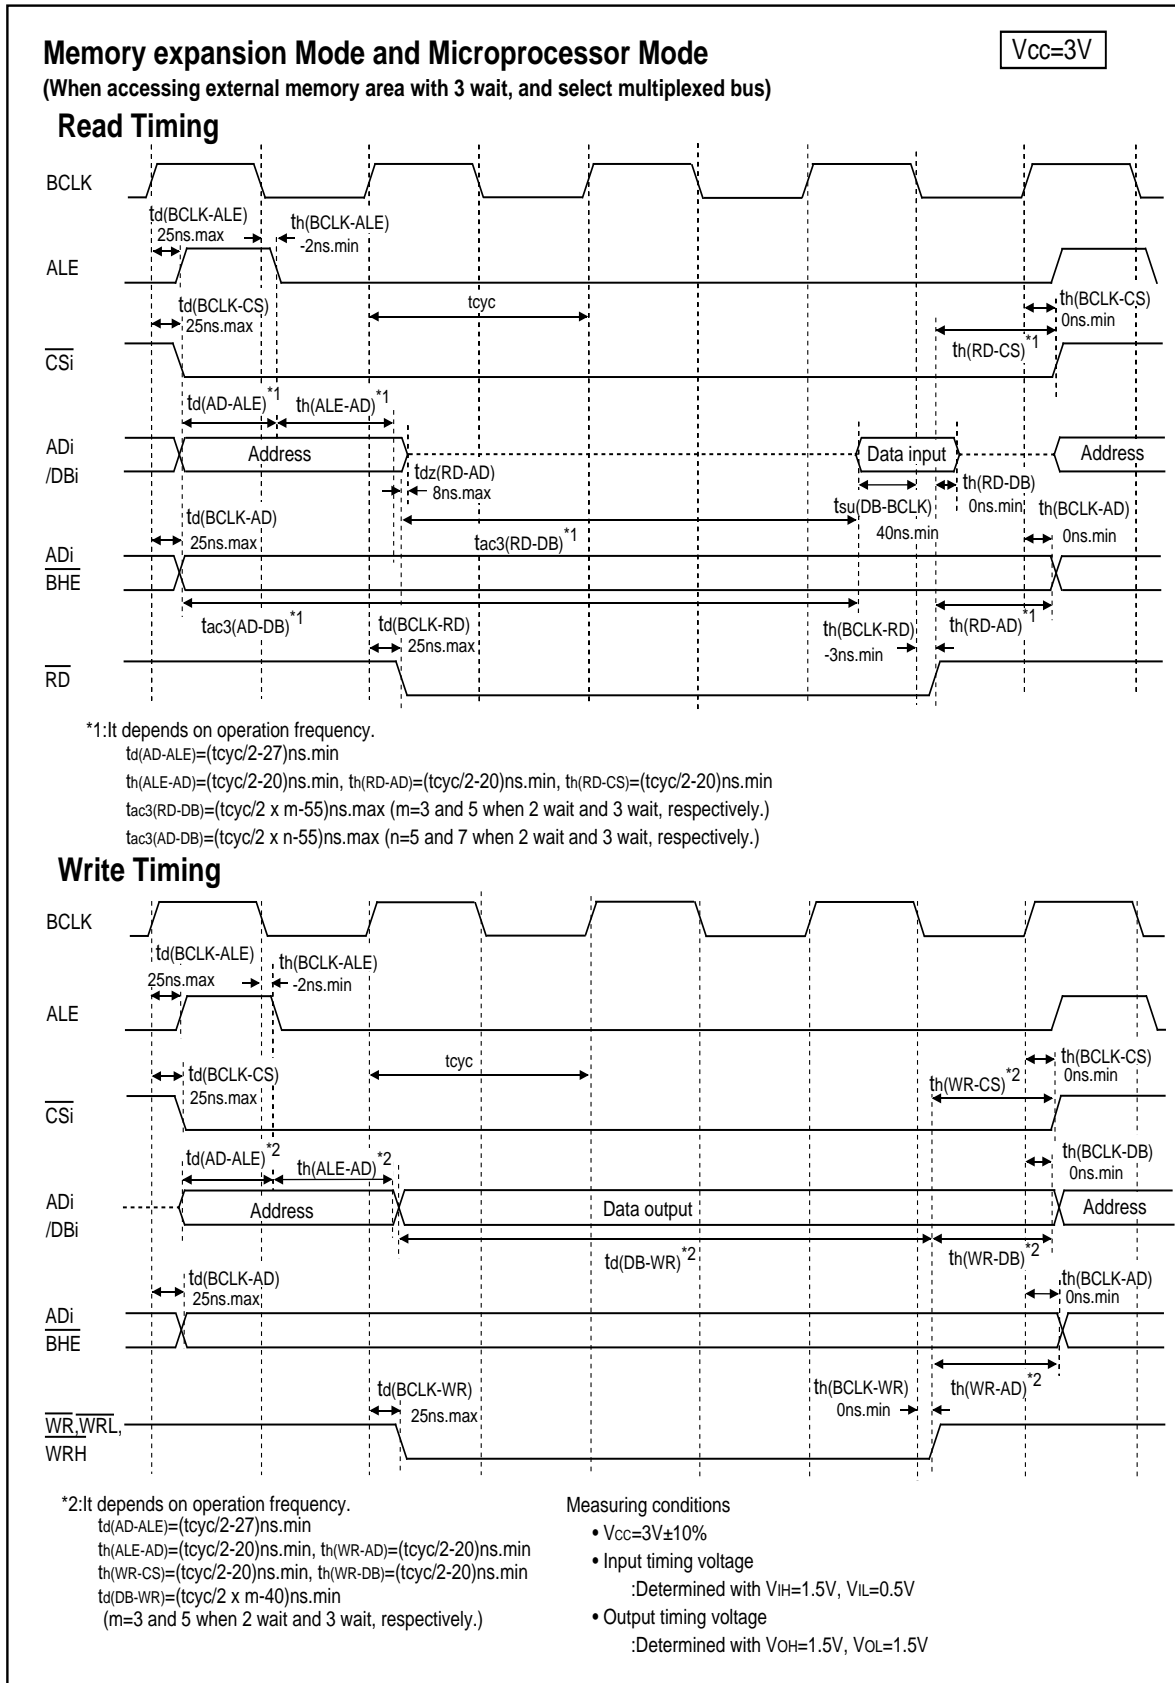 Memory expansion Mode and Microprocessor Mode
Vcc=3V
(When accessing external memory area with 3 wait, and select multiplexed bus)
Read Timing
BCLK
td(BCLK-ALE)
25ns.max
th(BCLK-ALE)
-2ns.min
ALE
td(BCLK-CS)
25ns.max
tcyc
th(BCLK-CS)
0ns.min
th(RD-CS)*1
CSi
td(AD-ALE)*1
th(ALE-AD)*1
ADi
/DBi
Address
Data input
Address
tdz(RD-AD)
8ns.max
th(RD-DB)
0ns.min
tsu(DB-BCLK)
40ns.min
th(BCLK-AD)
0ns.min
td(BCLK-AD)
25ns.max
tac3(RD-DB)*1
ADi
BHE
tac3(AD-DB)*1
td(BCLK-RD)
25ns.max
th(BCLK-RD)
-3ns.min
th(RD-AD)*1
RD
*1:It depends on operation frequency.
td(AD-ALE)=(tcyc/2-27)ns.min
th(ALE-AD)=(tcyc/2-20)ns.min, th(RD-AD)=(tcyc/2-20)ns.min, th(RD-CS)=(tcyc/2-20)ns.min
tac3(RD-DB)=(tcyc/2 x m-55)ns.max (m=3 and 5 when 2 wait and 3 wait, respectively.)
tac3(AD-DB)=(tcyc/2 x n-55)ns.max (n=5 and 7 when 2 wait and 3 wait, respectively.)
Write Timing
BCLK
td(BCLK-ALE)
25ns.max
th(BCLK-ALE)
-2ns.min
ALE
td(BCLK-CS)
25ns.max
tcyc
th(BCLK-CS)
0ns.min
th(WR-CS)*2
CSi
td(AD-ALE)*2
th(ALE-AD)*2
th(BCLK-DB)
0ns.min
ADi
/DBi
Address
Data output
Address
td(DB-WR)*2
th(WR-DB)*2
td(BCLK-AD)
25ns.max
th(BCLK-AD)
0ns.min
ADi
BHE
td(BCLK-WR)
25ns.max
th(BCLK-WR)
0ns.min
th(WR-AD)*2
WR,WRL,
WRH
*2:It depends on operation frequency.
td(AD-ALE)=(tcyc/2-27)ns.min
th(ALE-AD)=(tcyc/2-20)ns.min, th(WR-AD)=(tcyc/2-20)ns.min
th(WR-CS)=(tcyc/2-20)ns.min, th(WR-DB)=(tcyc/2-20)ns.min
td(DB-WR)=(tcyc/2 x m-40)ns.min
(m=3 and 5 when 2 wait and 3 wait, respectively.)
Measuring conditions
• VCC=3V±10%
• Input timing voltage
:Determined with VIH=1.5V, VIL=0.5V
• Output timing voltage
:Determined with VOH=1.5V, VOL=1.5V